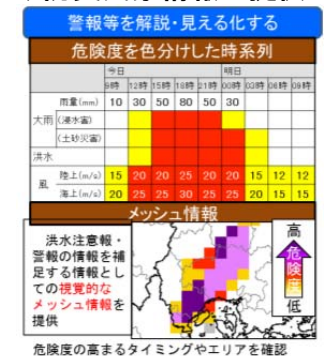 警報等を解説・見える化する
危険度を色分けした時系列
今日 明日
9時 12時 15時 18時 21時 00時 03時 06時 09時
雨量(mm) 10 30 50 80 50 30
大雨 (浸水害)
(土砂災害)
洪水
風 陸上(m/s) 15 20 20 25 20 20 15 12 12
海上(m/s) 20 25 25 30 25 25 20 15 15
メッシュ情報
洪水注意報・
警報の情報を補
足する情報とし
ての視覚的な
メッシュ情報を
提供
高
危険度
低
危険度の高まるタイミングやエリアを確認